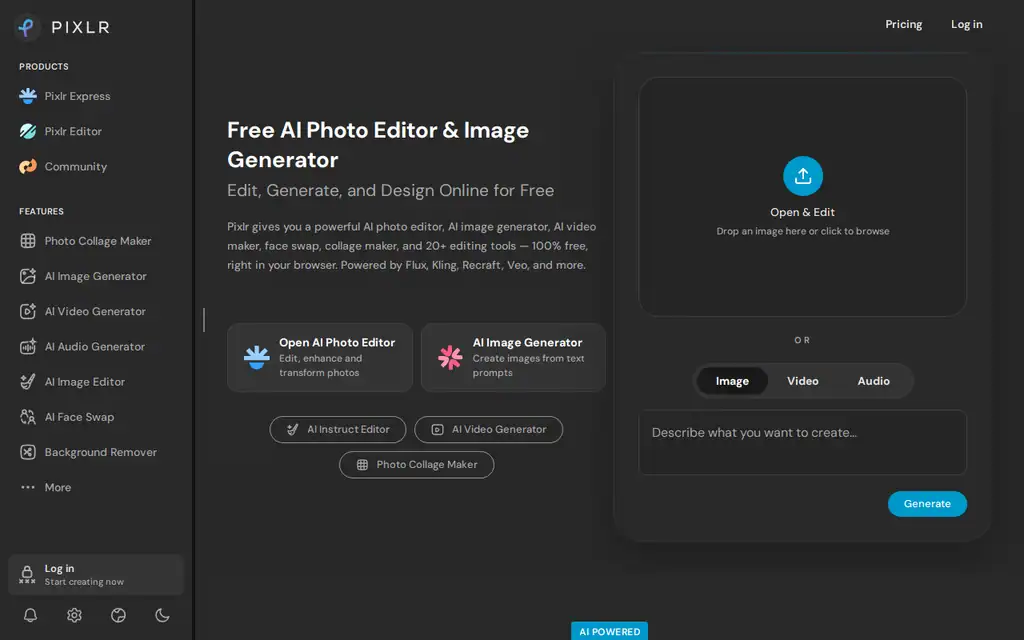 PIXLR
PRODUCTS
Pixlr Express
Pixlr Editor
Community
FEATURES
Photo Collage Maker
AI Image Generator
AI Video Generator
AI Audio Generator
AI Image Editor
AI Face Swap
Background Remover
More
Log in
Start creating now
Pricing
Log in
Free AI Photo Editor & Image
Generator
Edit, Generate, and Design Online for Free
Pixlr gives you a powerful AI photo editor, AI image generator, AI video
maker, face swap, collage maker, and 20+ editing tools — 100% free,
right in your browser. Powered by Flux, Kling, Recraft, Veo, and more.
Open AI Photo Editor
Edit, enhance and
transform photos
AI Image Generator
Create images from text
prompts
AI Instruct Editor
AI Video Generator
Photo Collage Maker
Open & Edit
Drop an image here or click to browse
OR
Image
Video
Audio
Describe what you want to create...
Generate
AI POWERED